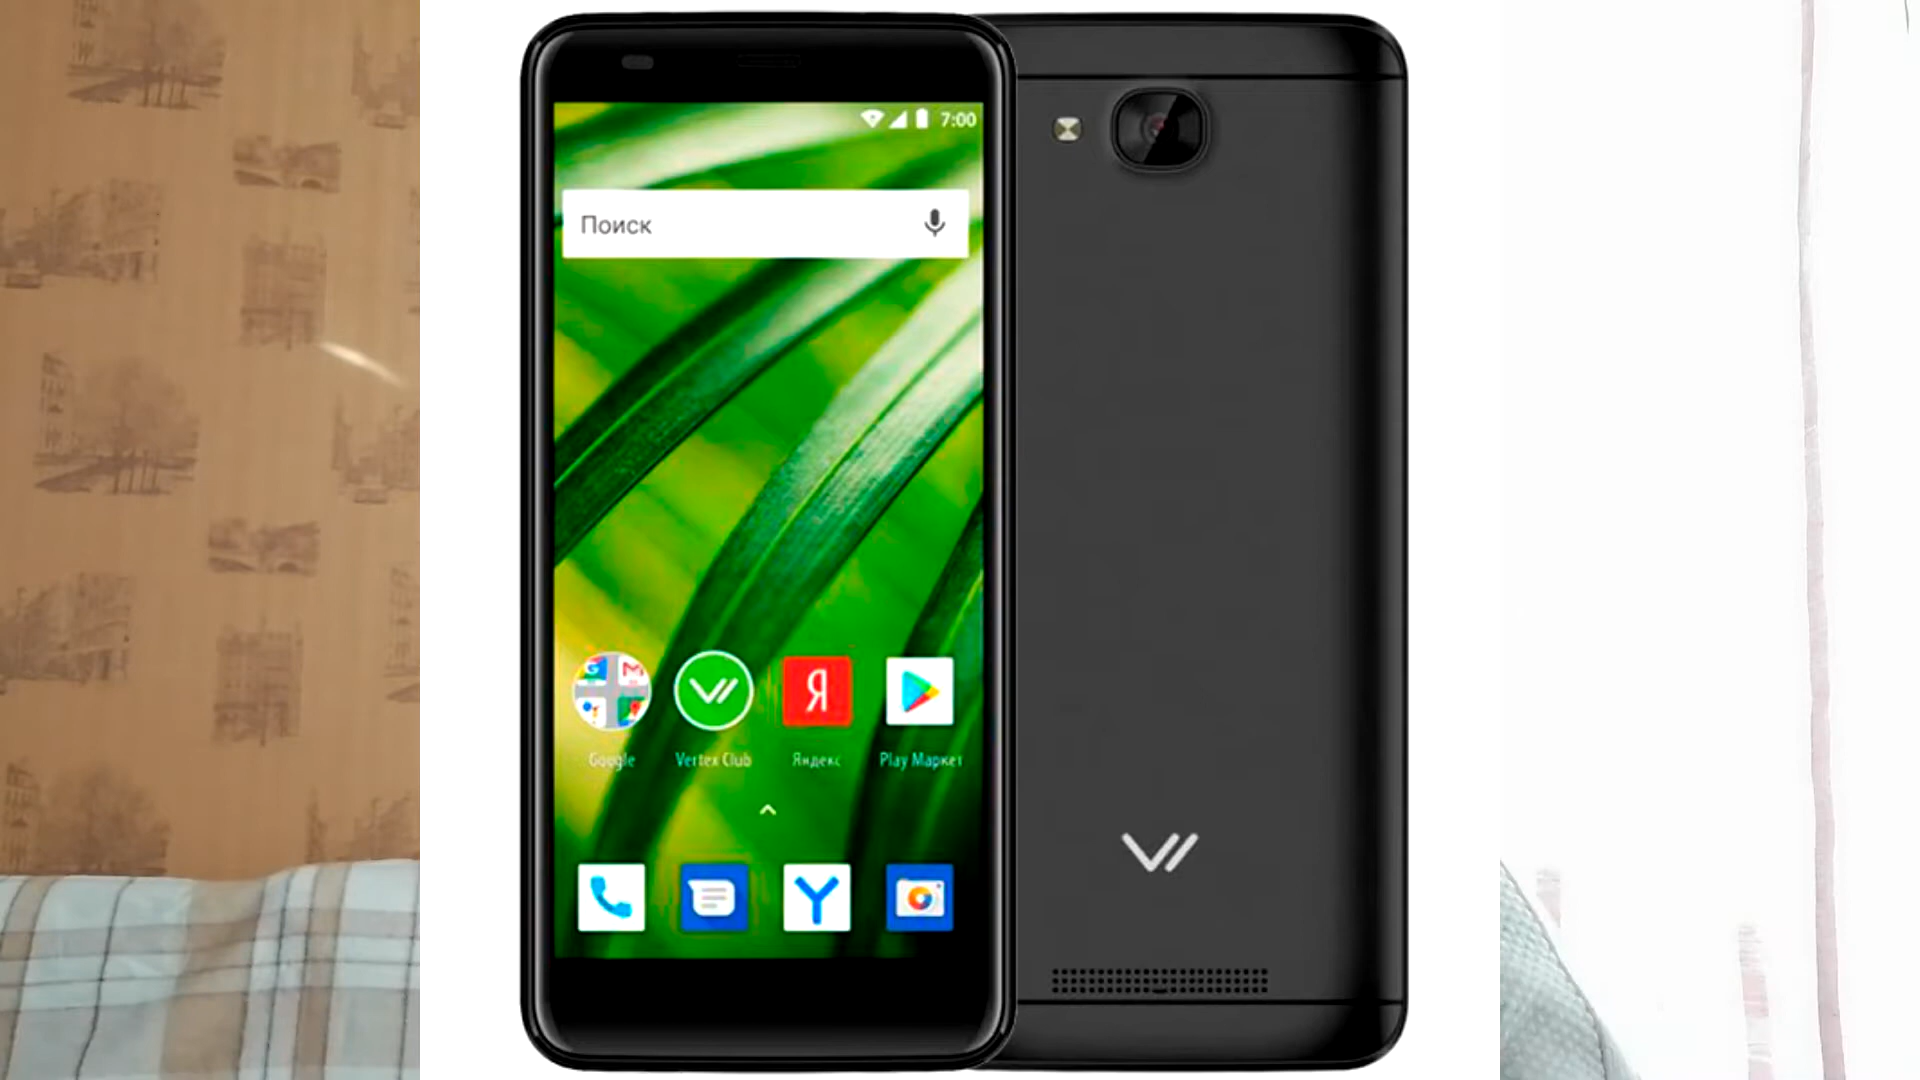 7:00
Поиск
Google
Vertex Club
Яндекс
Play Маркет